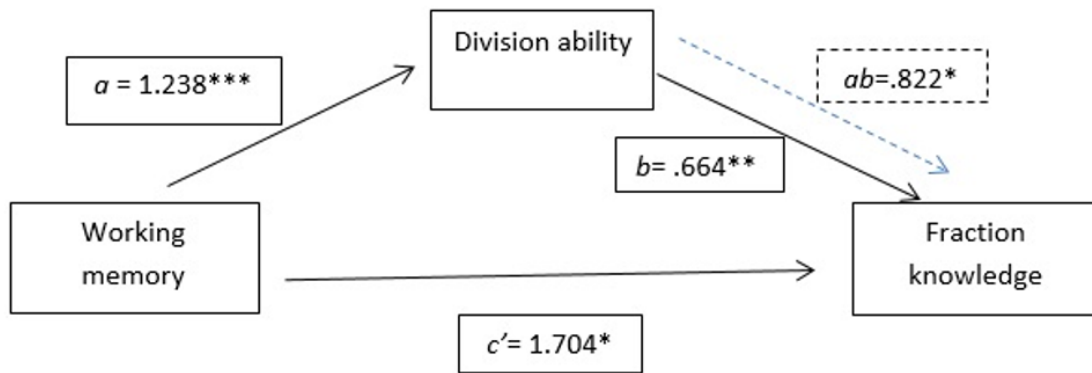 Division ability
a = 1.238***
ab=.822*
b= .664**
Working
memory
Fraction
knowledge
c’= 1.704*